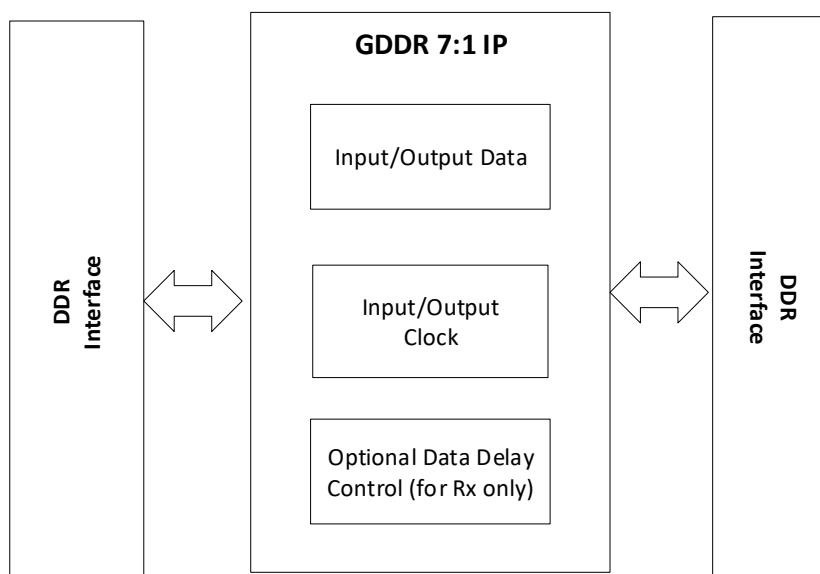 GDDR 7:1 IP
DDR
Interface
Input/Output Data
Input/Output
Clock
Optional Data Delay
Control (for Rx only)
DDR
Interface